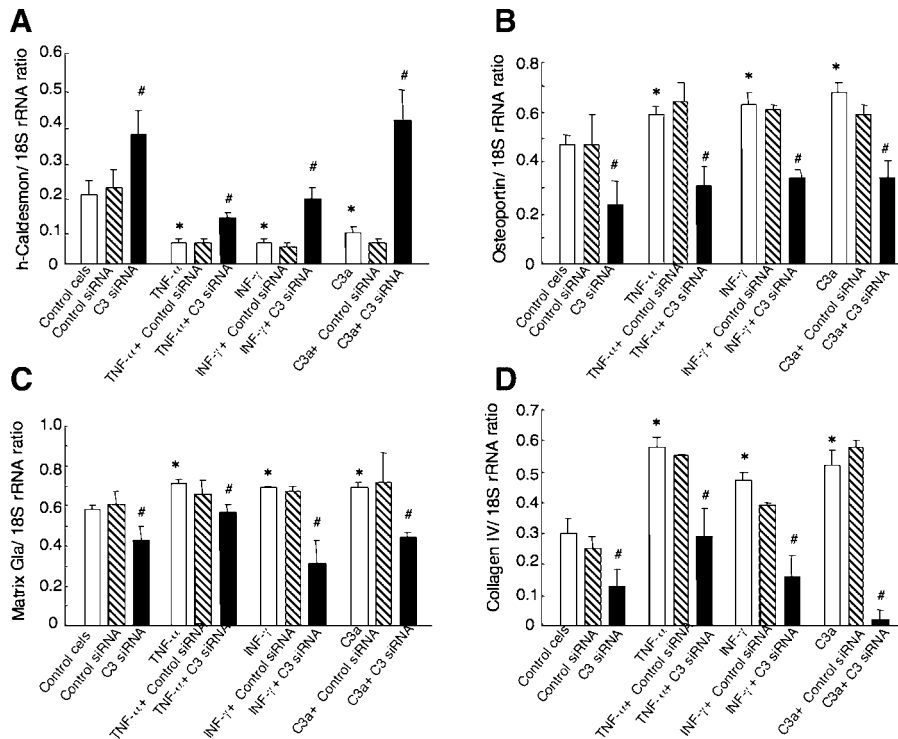 A
h-Caldesmon/ 18S rRNA ratio
0.6
0.5
0.4
0.3
0.2
0.1
0
#
*
#
*
#
*
#
Control cels
Control siRNA
C3 siRNA
TNF-α
TNF-α+ Control siRNA
TNF-α+ C3 siRNA
INF-γ
INF-γ+ Control siRNA
INF-γ+ C3 siRNA
C3a
C3a+ Control siRNA
C3a+ C3 siRNA
B
Osteoportin/ 18S rRNA ratio
0.8
0.6
0.4
0.2
0
#
*
#
*
#
*
#
Control cels
Control siRNA
C3 siRNA
TNF-α
TNF-α+ Control siRNA
TNF-α+ C3 siRNA
INF-γ
INF-γ+ Control siRNA
INF-γ+ C3 siRNA
C3a
C3a+ Control siRNA
C3a+ C3 siRNA
C
Matrix Gla/ 18S rRNA ratio
1.0
0.8
0.6
0.4
0.2
0
#
*
#
*
#
*
#
Control cels
Control siRNA
C3 siRNA
TNF-α
TNF-α+ Control siRNA
TNF-α+ C3 siRNA
INF-γ
INF-γ+ Control siRNA
INF-γ+ C3 siRNA
C3a
C3a+ Control siRNA
C3a+ C3 siRNA
D
Collagen IV/ 18S rRNA ratio
0.7
0.6
0.5
0.4
0.3
0.2
0.1
0
#
*
#
*
#
*
#
Control cels
Control siRNA
C3 siRNA
TNF-α
TNF-α+ Control siRNA
TNF-α+ C3 siRNA
INF-γ
INF-γ+ Control siRNA
INF-γ+ C3 siRNA
C3a
C3a+ Control siRNA
C3a+ C3 siRNA